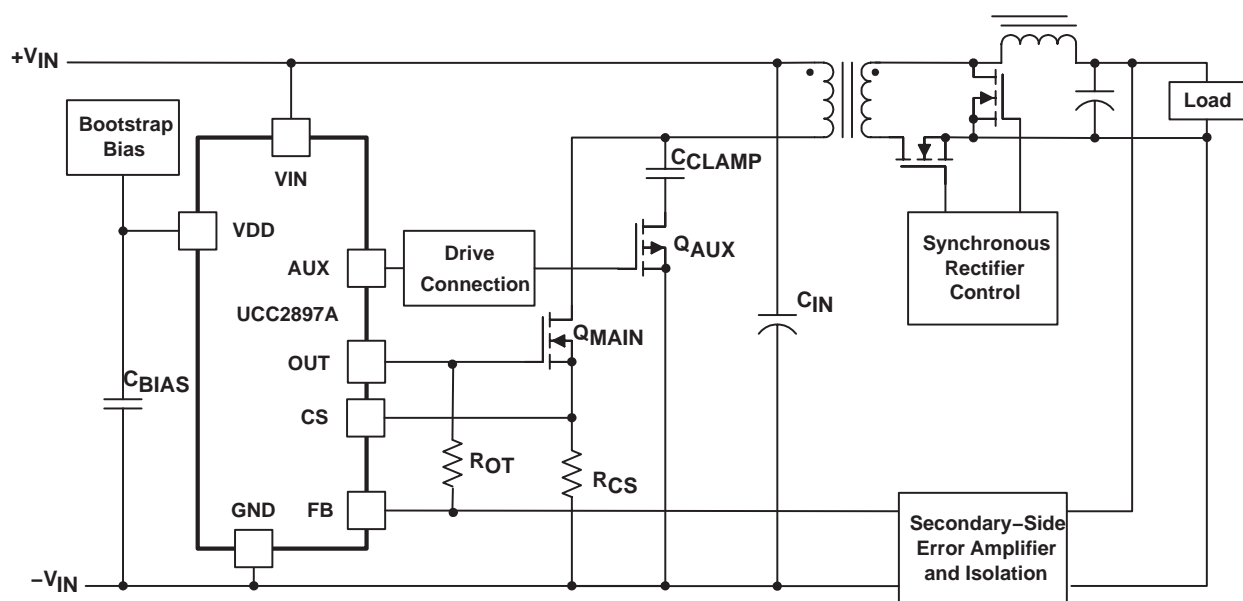 +VIN
Bootstrap
Bias
VIN
VDD
AUX
Drive
Connection
UCC2897A
OUT
CS
CBIAS
GND
FB
ROT
RCS
QMAIN
QAUX
CCLAMP
CIN
Load
Synchronous
Rectifier
Control
Secondary−Side
Error Amplifier
and Isolation
−VIN